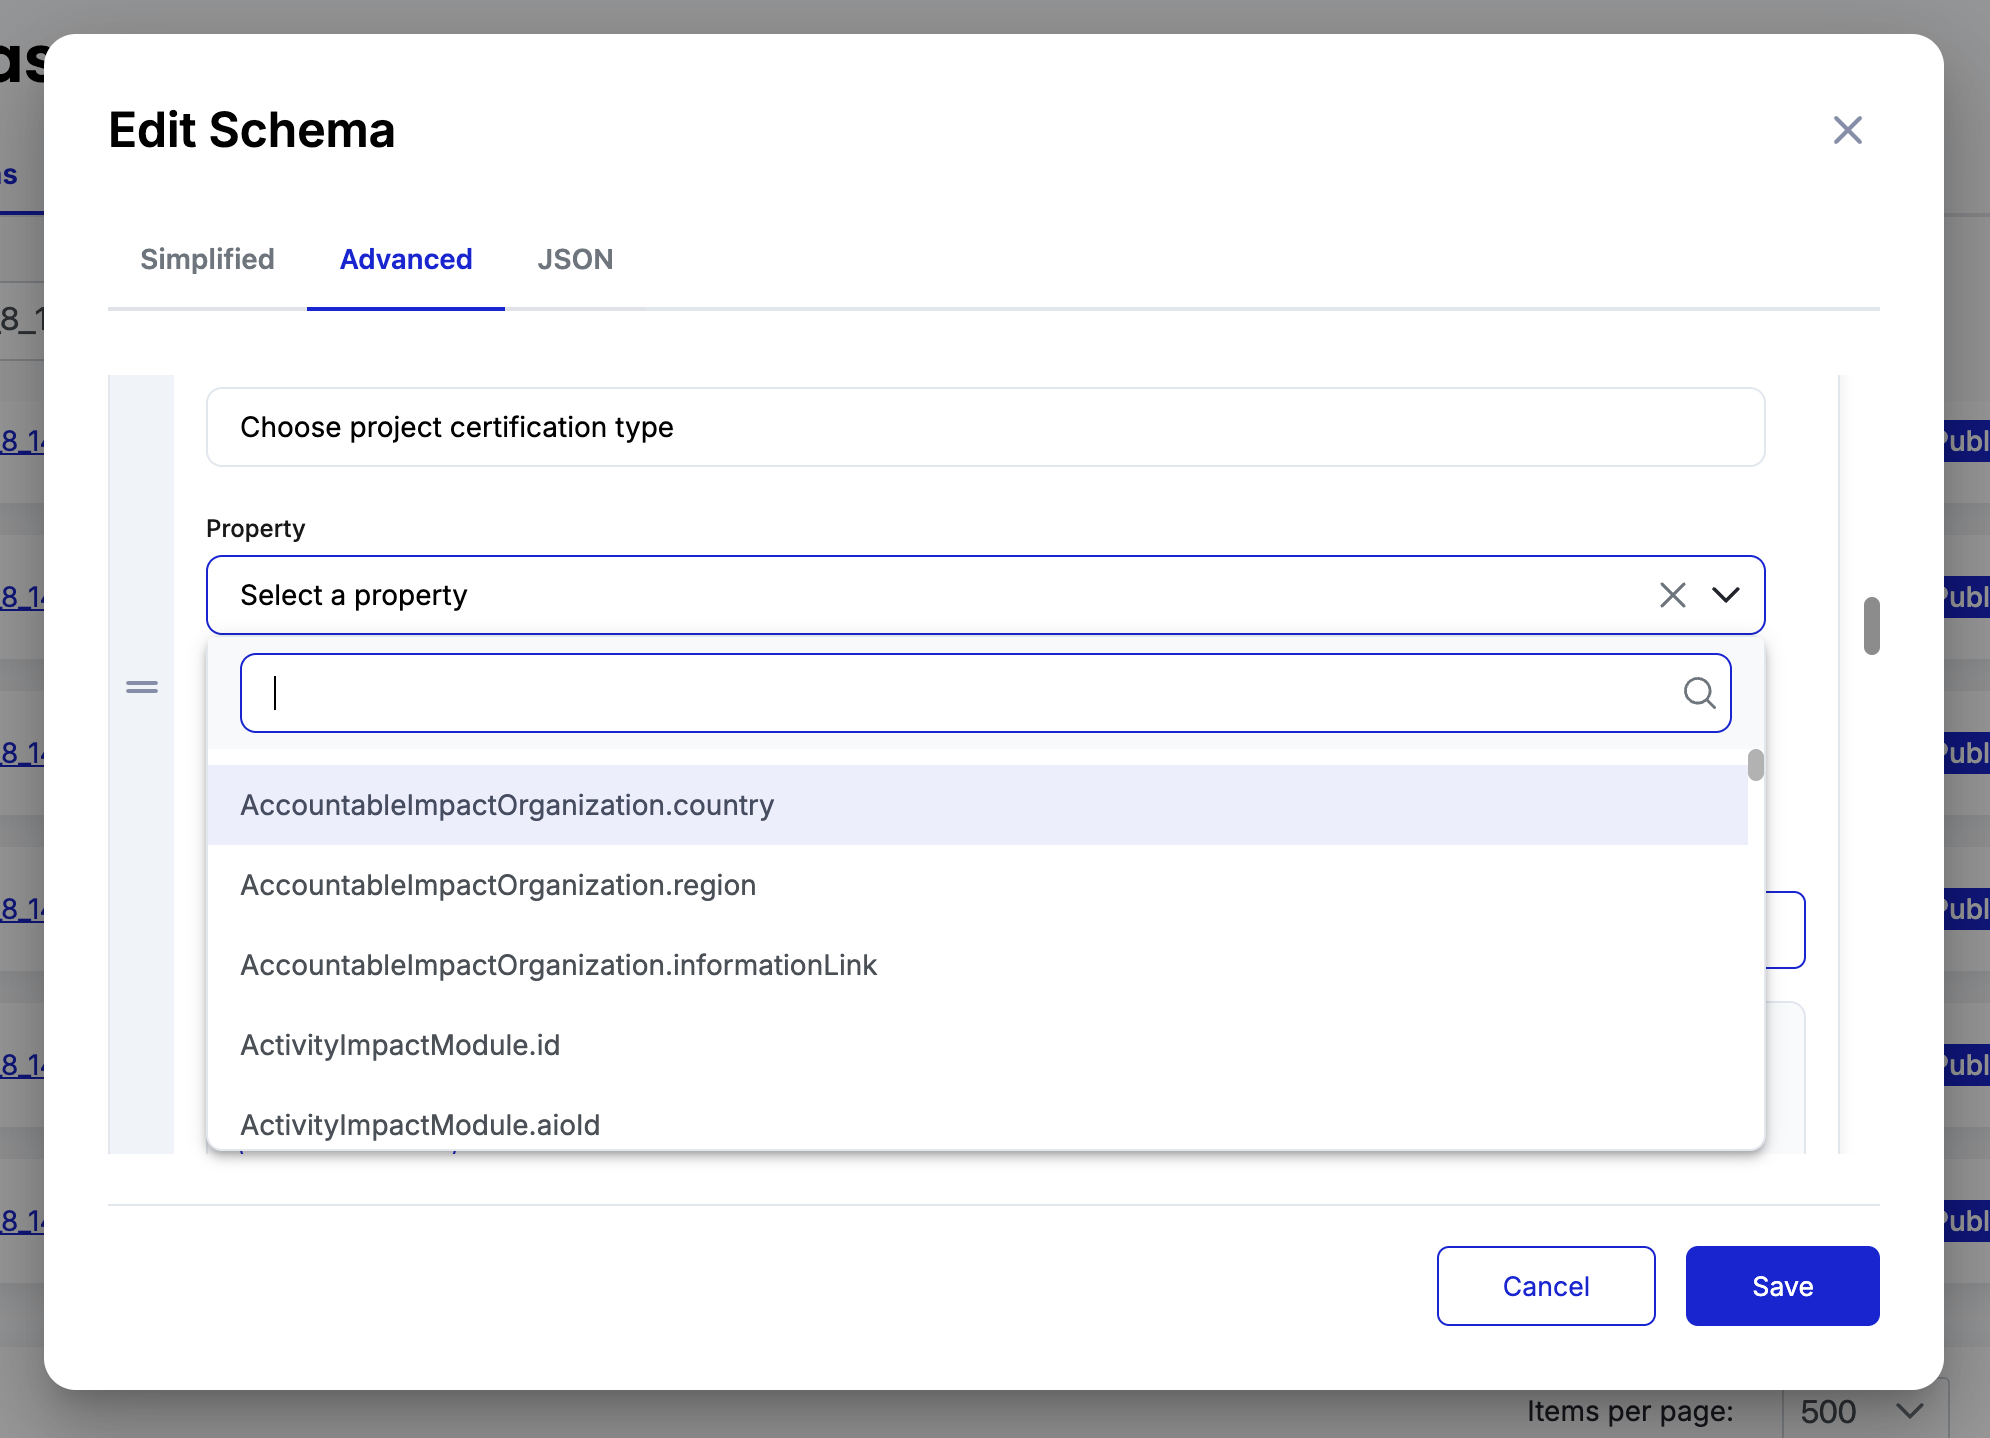 Edit Schema
Simplified
Advanced
JSON
Choose project certification type
Property
Select a property
AccountableImpactOrganization.country
AccountableImpactOrganization.region
AccountableImpactOrganization.informationLink
ActivityImpactModule.id
ActivityImpactModule.aioId
Cancel
Save
Items per page:
500